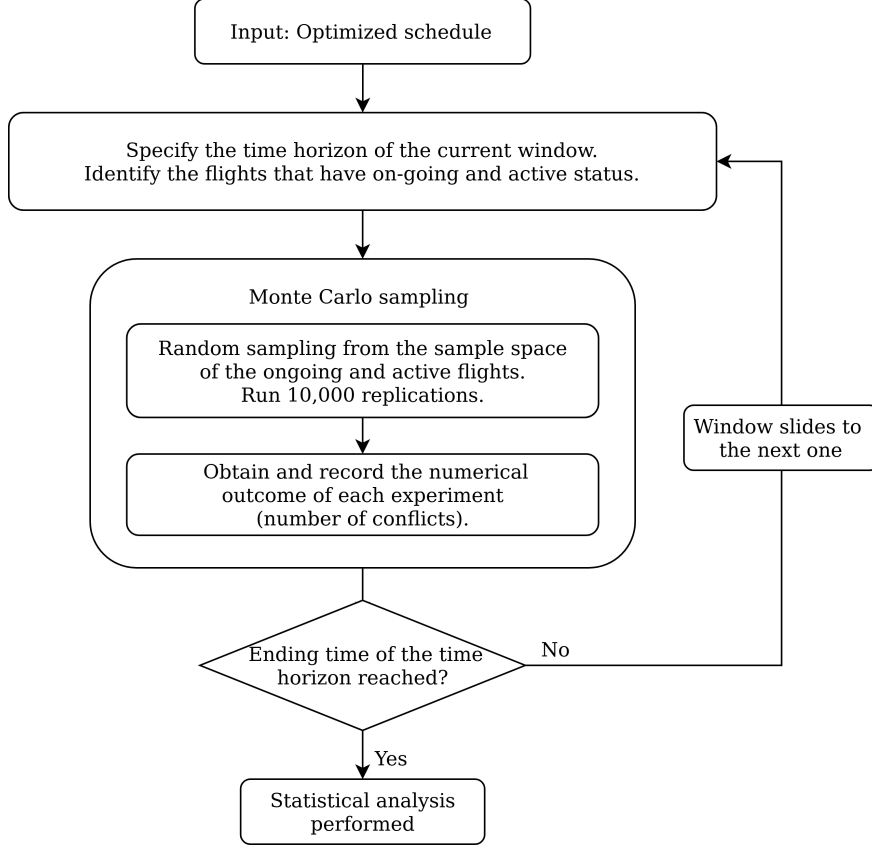 Input: Optimized schedule
Specify the time horizon of the current window.
Identify the flights that have on-going and active status.
Monte Carlo sampling
Random sampling from the sample space
of the ongoing and active flights.
Run 10,000 replications.
Obtain and record the numerical
outcome of each experiment
(number of conflicts).
Window slides to
the next one
Ending time of the time
horizon reached?
No
Yes
Statistical analysis
performed